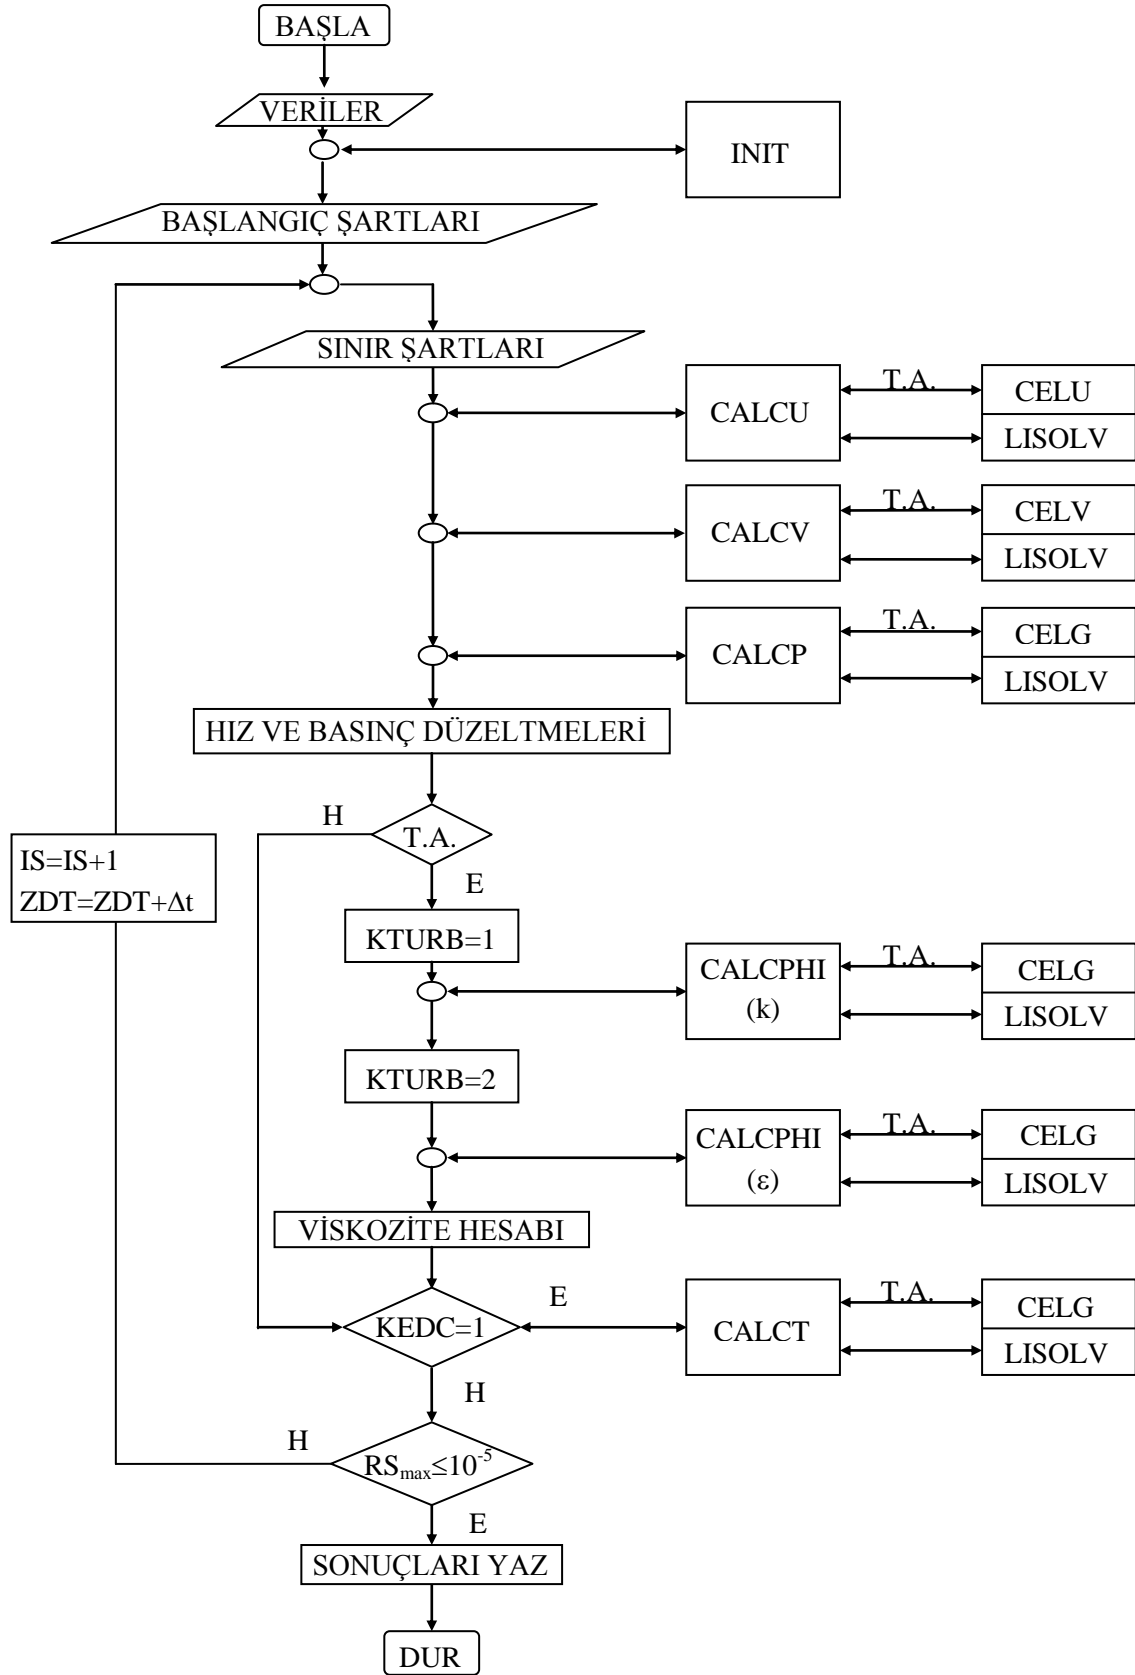 BAŞLA
VERİLER
INIT
BAŞLANGIÇ ŞARTLARI
SINIR ŞARTLARI
CALCU
T.A.
CELU
LISOLV
CALCV
T.A.
CELV
LISOLV
CALCP
T.A.
CELG
LISOLV
HIZ VE BASINÇ DÜZELTMELERİ
H
T.A.
E
IS=IS+1
ZDT=ZDT+Δt
KTURB=1
CALCPHI
(k)
T.A.
CELG
LISOLV
KTURB=2
CALCPHI
(ε)
T.A.
CELG
LISOLV
VİSKOZİTE HESABI
KEDC=1
E
CALCT
T.A.
CELG
LISOLV
H
H
RSmax≤10-5
E
SONUÇLARI YAZ
DUR